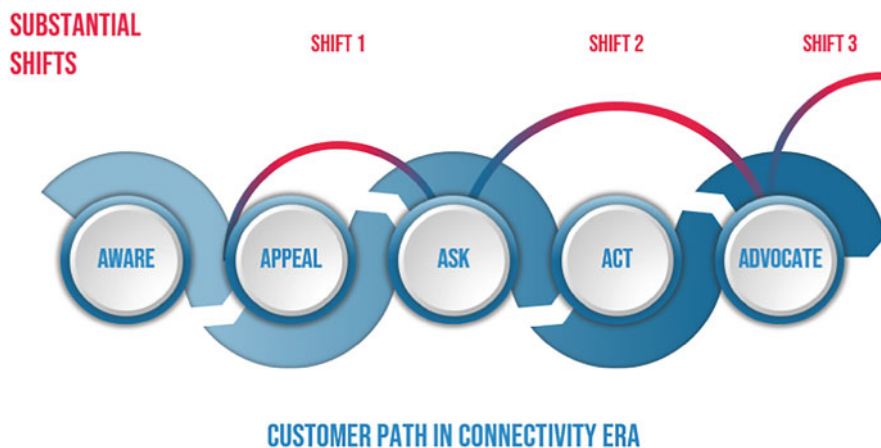 SUBSTANTIAL
SHIFTS
SHIFT 1
SHIFT 2
SHIFT 3
AWARE
APPEAL
ASK
ACT
ADVOCATE
CUSTOMER PATH IN CONNECTIVITY ERA